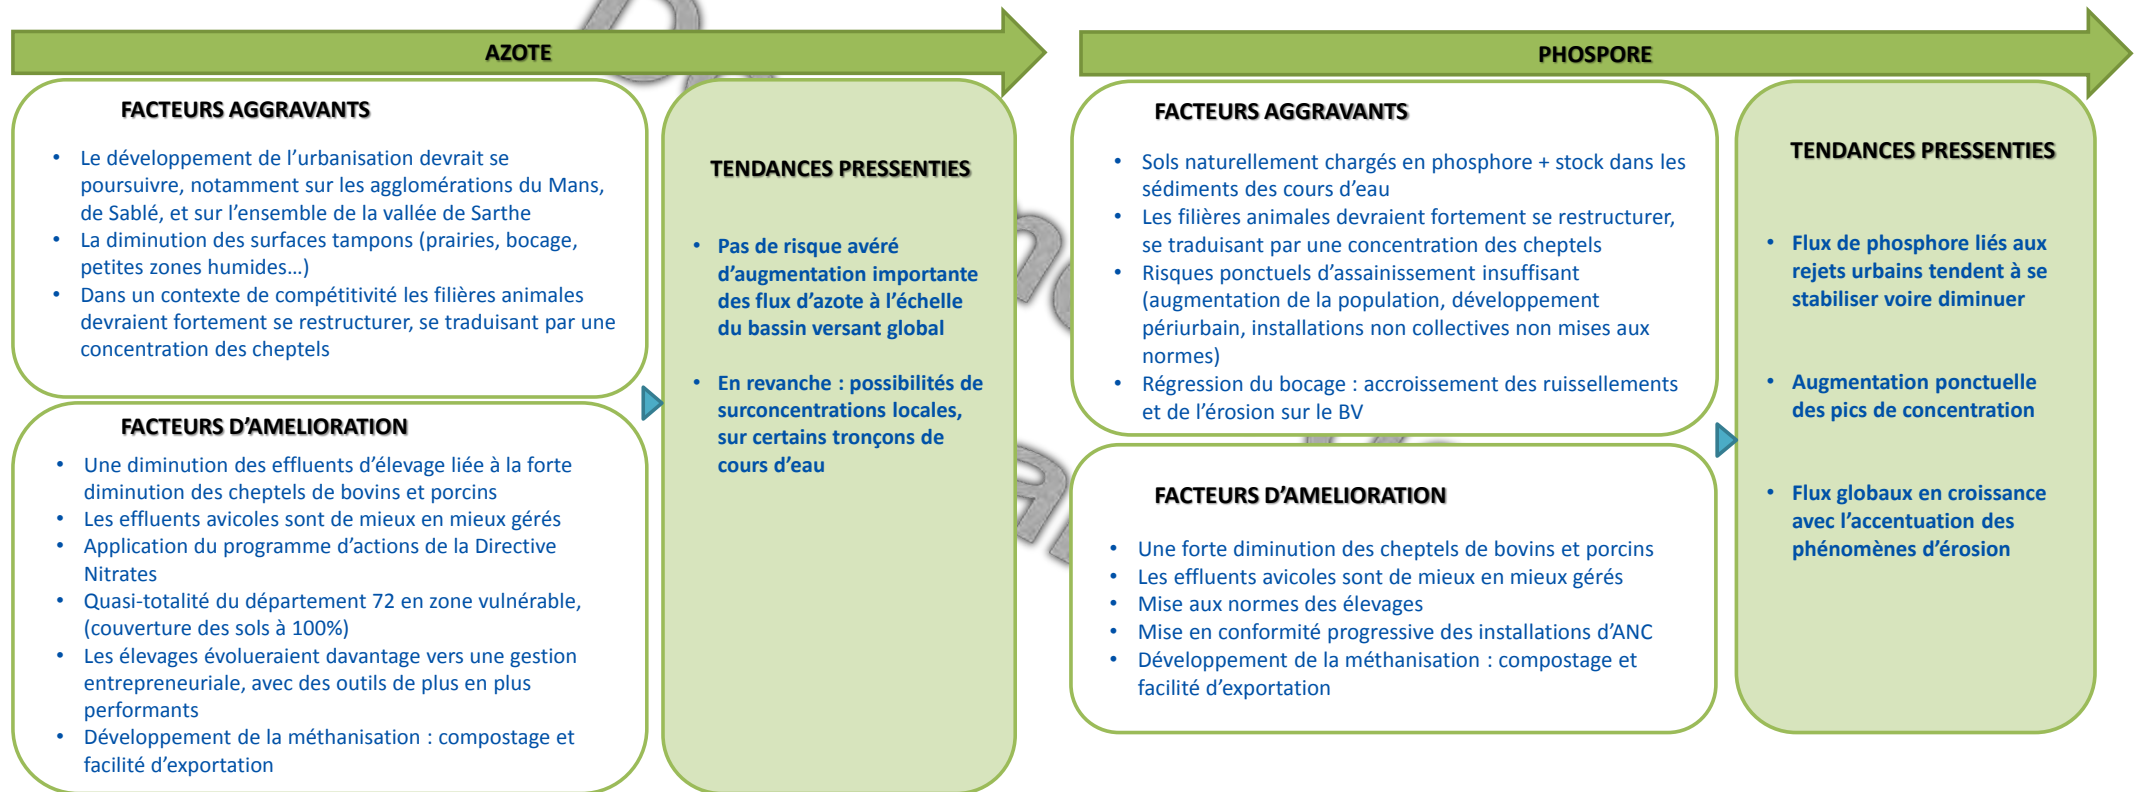 AZOTE
FACTEURS AGGRAVANTS
• Le développement de l’urbanisation devrait se
poursuivre, notamment sur les agglomérations du Mans,
de Sablé, et sur l’ensemble de la vallée de Sarthe
• La diminution des surfaces tampons (prairies, bocage,
petites zones humides…)
• Dans un contexte de compétitivité les filières animales
devraient fortement se restructurer, se traduisant par une
concentration des cheptels
FACTEURS D’AMELIORATION
• Une diminution des effluents d’élevage liée à la forte
diminution des cheptels de bovins et porcins
• Les effluents avicoles sont de mieux en mieux gérés
• Application du programme d’actions de la Directive
Nitrates
• Quasi-totalité du département 72 en zone vulnérable,
(couverture des sols à 100%)
• Les élevages évolueraient davantage vers une gestion
entrepreneuriale, avec des outils de plus en plus
performants
• Développement de la méthanisation : compostage et
facilité d’exportation
TENDANCES PRESSENTIES
• Pas de risque avéré
d’augmentation importante
des flux d’azote à l’échelle
du bassin versant global
• En revanche : possibilités de
surconcentrations locales,
sur certains tronçons de
cours d’eau
PHOSPORE
FACTEURS AGGRAVANTS
• Sols naturellement chargés en phosphore + stock dans les
sédiments des cours d’eau
• Les filières animales devraient fortement se restructurer,
se traduisant par une concentration des cheptels
• Risques ponctuels d’assainissement insuffisant
(augmentation de la population, développement
périurbain, installations non collectives non mises aux
normes)
• Régression du bocage : accroissement des ruissellements
et de l’érosion sur le BV
FACTEURS D’AMELIORATION
• Une forte diminution des cheptels de bovins et porcins
• Les effluents avicoles sont de mieux en mieux gérés
• Mise aux normes des élevages
• Mise en conformité progressive des installations d’ANC
• Développement de la méthanisation : compostage et
facilité d’exportation
TENDANCES PRESSENTIES
• Flux de phosphore liés aux
rejets urbains tendent à se
stabiliser voire diminuer
• Augmentation ponctuelle
des pics de concentration
• Flux globaux en croissance
avec l’accentuation des
phénomènes d’érosion